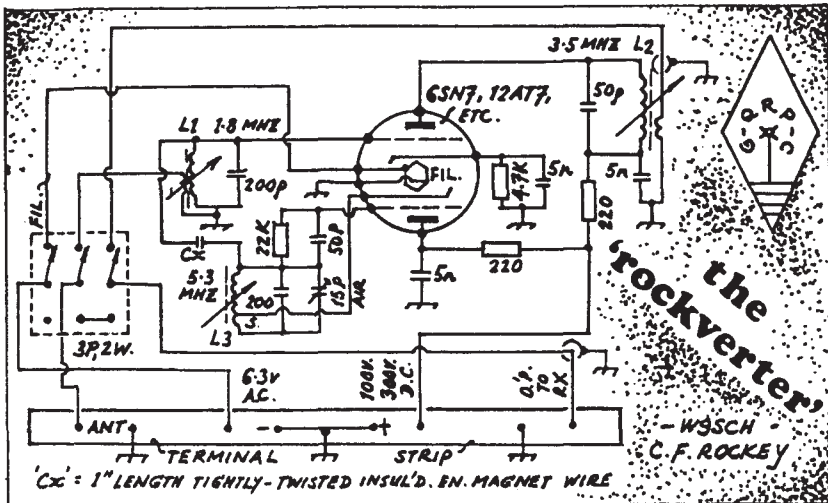 3.5 MHZ L2
6SN7, 12AT7,
ETC.
50p
G-QRP-C
L1 1.8 MHZ
200p
FIL.
FIL.
4.7K
5n
5n
220
22K
50P
Cx
5.3
MHZ
200
S.
15P
AIR
L3
5n
220
the
'rockverter'
3P, 2W.
6.3V
A.C.
100V.
300V.
D.C.
O'P.
TO
RX
ANT
- +
TERMINAL STRIP
- W9SCH -
C.F. ROCKEY
'Cx' = 1" LENGTH TIGHTLY-TWISTED INSUL'D. EN. MAGNET WIRE